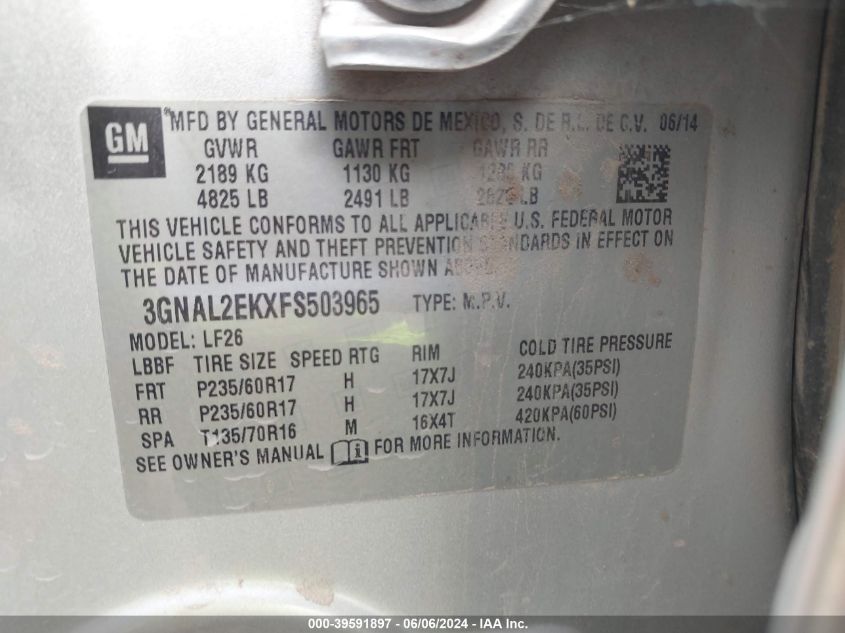 GM
MFD BY GENERAL MOTORS DE MEXICO, S. DE R.L. DE C.V. 06/14
GVWR GAWR FRT GAWR RR
2189 KG 1130 KG KG
4825 LB 2491 LB LB
THIS VEHICLE CONFORMS TO ALL APPLICABLE U.S. FEDERAL MOTOR
VEHICLE SAFETY AND THEFT PREVENTION STANDARDS IN EFFECT ON
THE DATE OF MANUFACTURE SHOWN ABOVE.
3GNAL2EKXFS503965 TYPE: M.P.V.
MODEL: LF26
LBBF TIRE SIZE SPEED RTG RIM COLD TIRE PRESSURE
FRT P235/60R17 H 17X7J 240KPA(35PSI)
RR P235/60R17 H 17X7J 240KPA(35PSI)
SPA T135/70R16 M 16X4T 420KPA(60PSI)
SEE OWNER'S MANUAL FOR MORE INFORMATION.
000-39591897 - 06/06/2024 - IAA Inc.